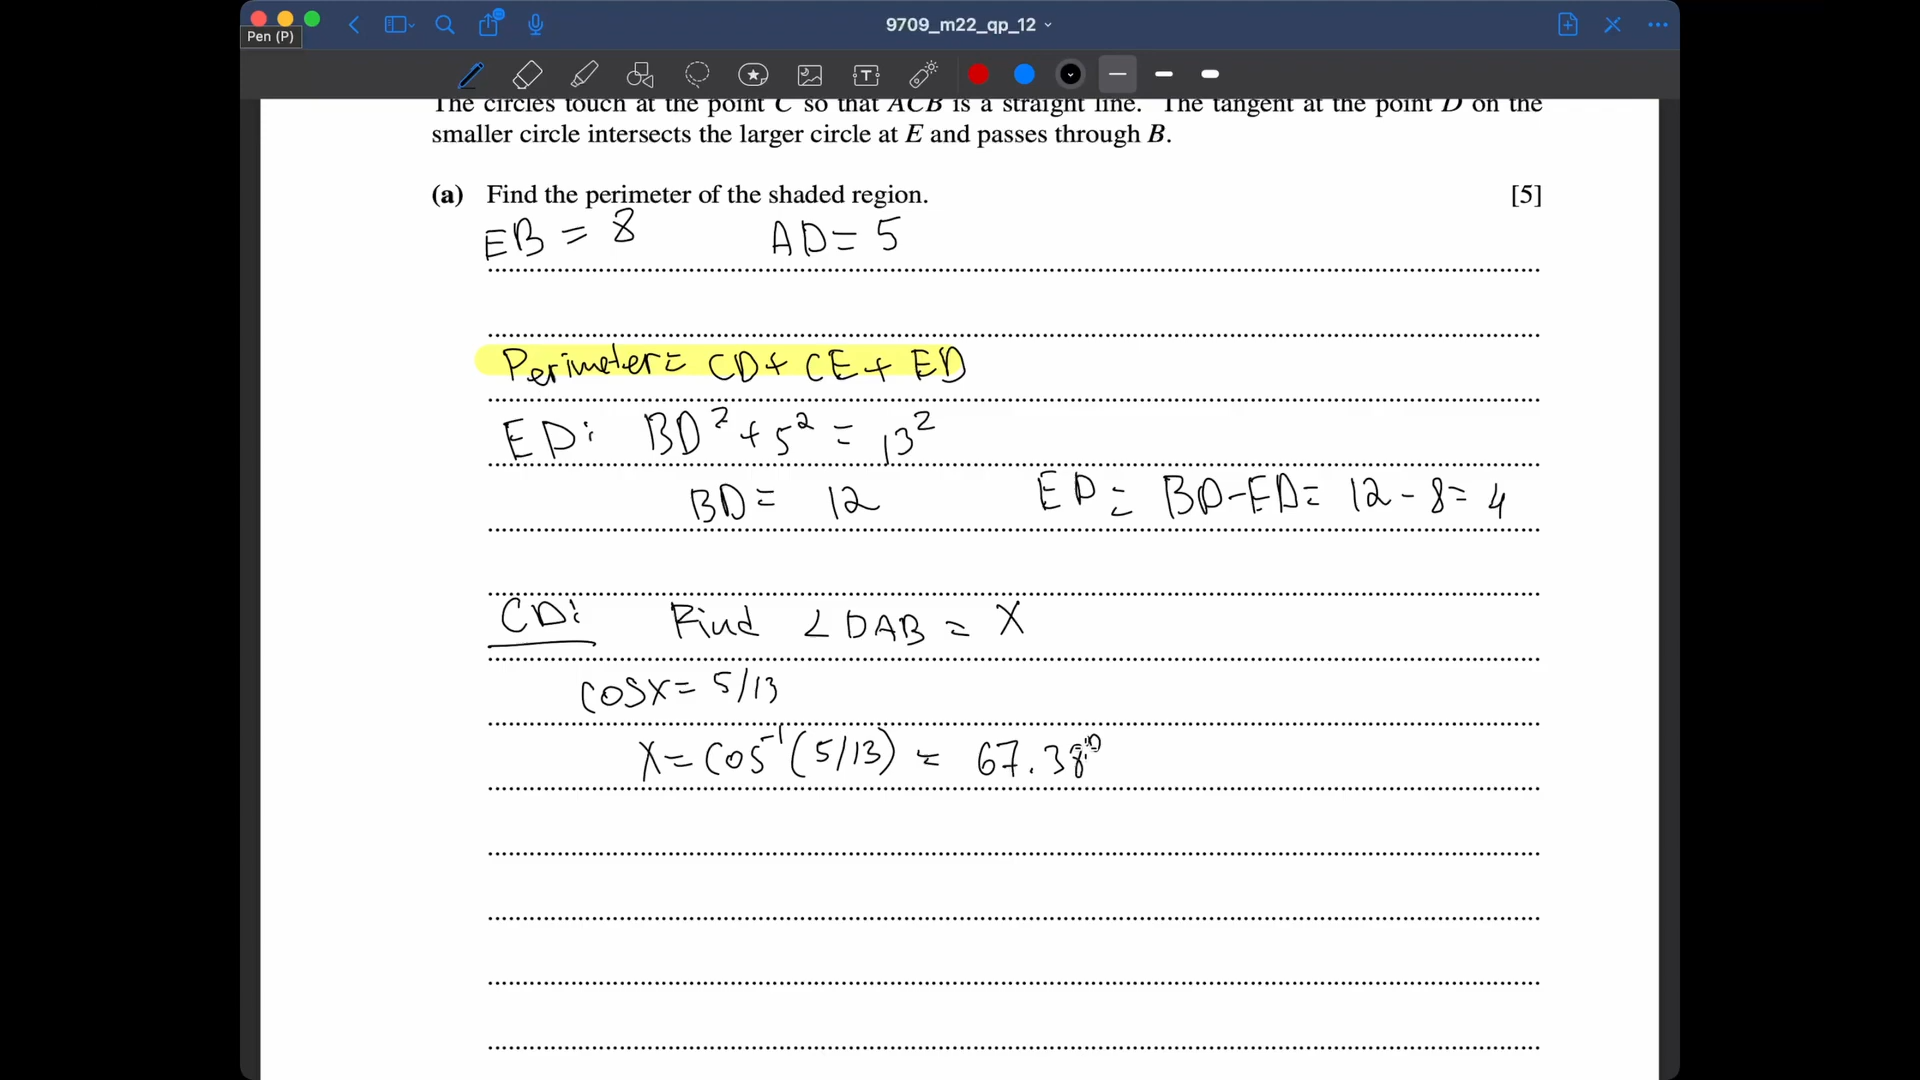 9709_m22_qp_12
Pen (P)
The circles touch at the point C so that ACB is a straight line. The tangent at the point D on the
smaller circle intersects the larger circle at E and passes through B.
(a) Find the perimeter of the shaded region. [5]
EB = 8 AD = 5
Perimeter = CD + CE + ED
ED: BD² + 5² = 13²
BD = 12 ED = BD - ED = 12 - 8 = 4
CD: Find ∠DAB = X
cosx = 5/13
X = cos⁻¹(5/13) = 67.38°